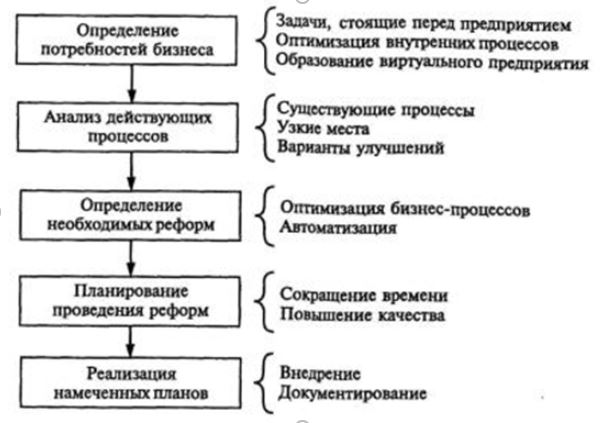 Определение
потребностей бизнеса
Задачи, стоящие перед предприятием
Оптимизация внутренних процессов
Образование виртуального предприятия
Анализ действующих
процессов
Существующие процессы
Узкие места
Варианты улучшений
Определение
необходимых реформ
Оптимизация бизнес-процессов
Автоматизация
Планирование
проведения реформ
Сокращение времени
Повышение качества
Реализация
намеченных планов
Внедрение
Документирование